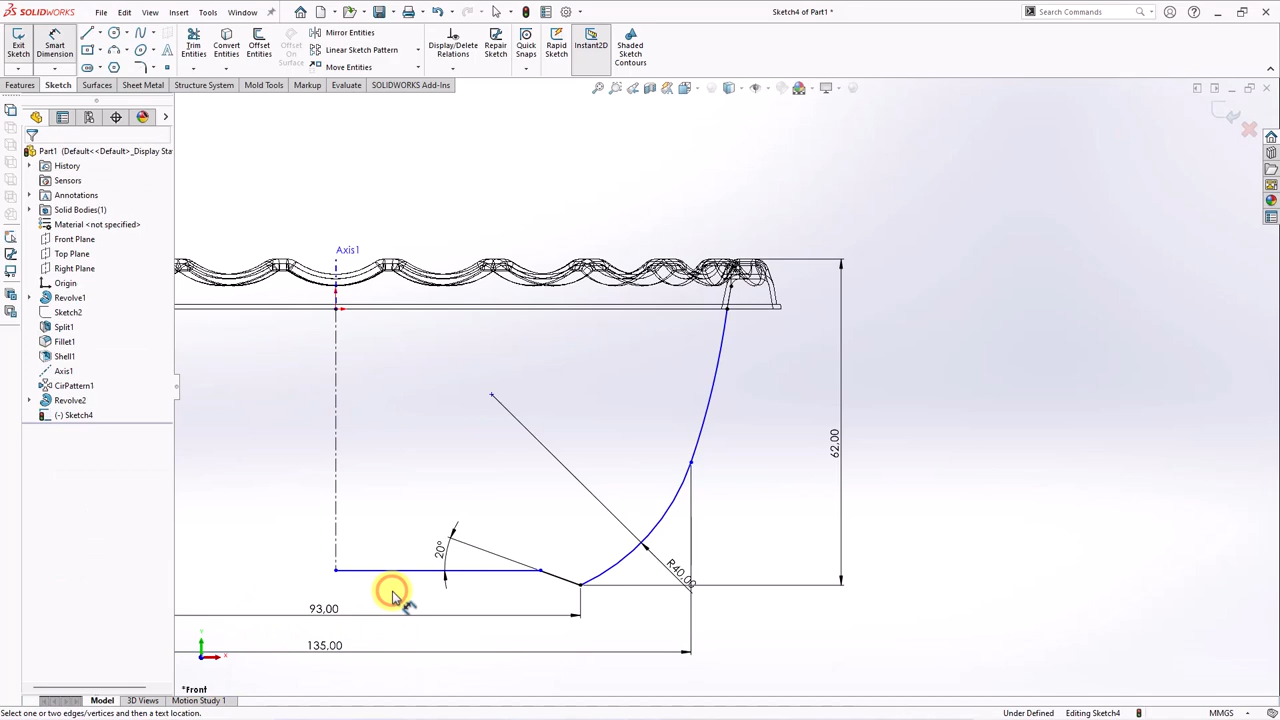 SOLIDWORKS
File
Edit
View
Insert
Tools
Window
Sketch4 of Part1 *
Search Commands
Exit Sketch
Smart Dimension
Trim Entities
Convert Entities
Offset Entities
Offset On Surface
Mirror Entities
Linear Sketch Pattern
Move Entities
Display/Delete Relations
Repair Sketch
Quick Snaps
Rapid Sketch
Instant2D
Shaded Sketch Contours
Features
Sketch
Surfaces
Sheet Metal
Structure System
Mold Tools
Markup
Evaluate
SOLIDWORKS Add-Ins
Part1 (Default<<Default>_Display Sta
History
Sensors
Annotations
Solid Bodies(1)
Material <not specified>
Front Plane
Top Plane
Right Plane
Origin
Revolve1
Sketch2
Split1
Fillet1
Shell1
Axis1
CirPattern1
Revolve2
(-) Sketch4
Axis1
62.00
20°
R40.00
93.00
135.00
Y
X
*Front
Model
3D Views
Motion Study 1
Select one or two edges/vertices and then a text location.
Under Defined
Editing Sketch4
MMGS